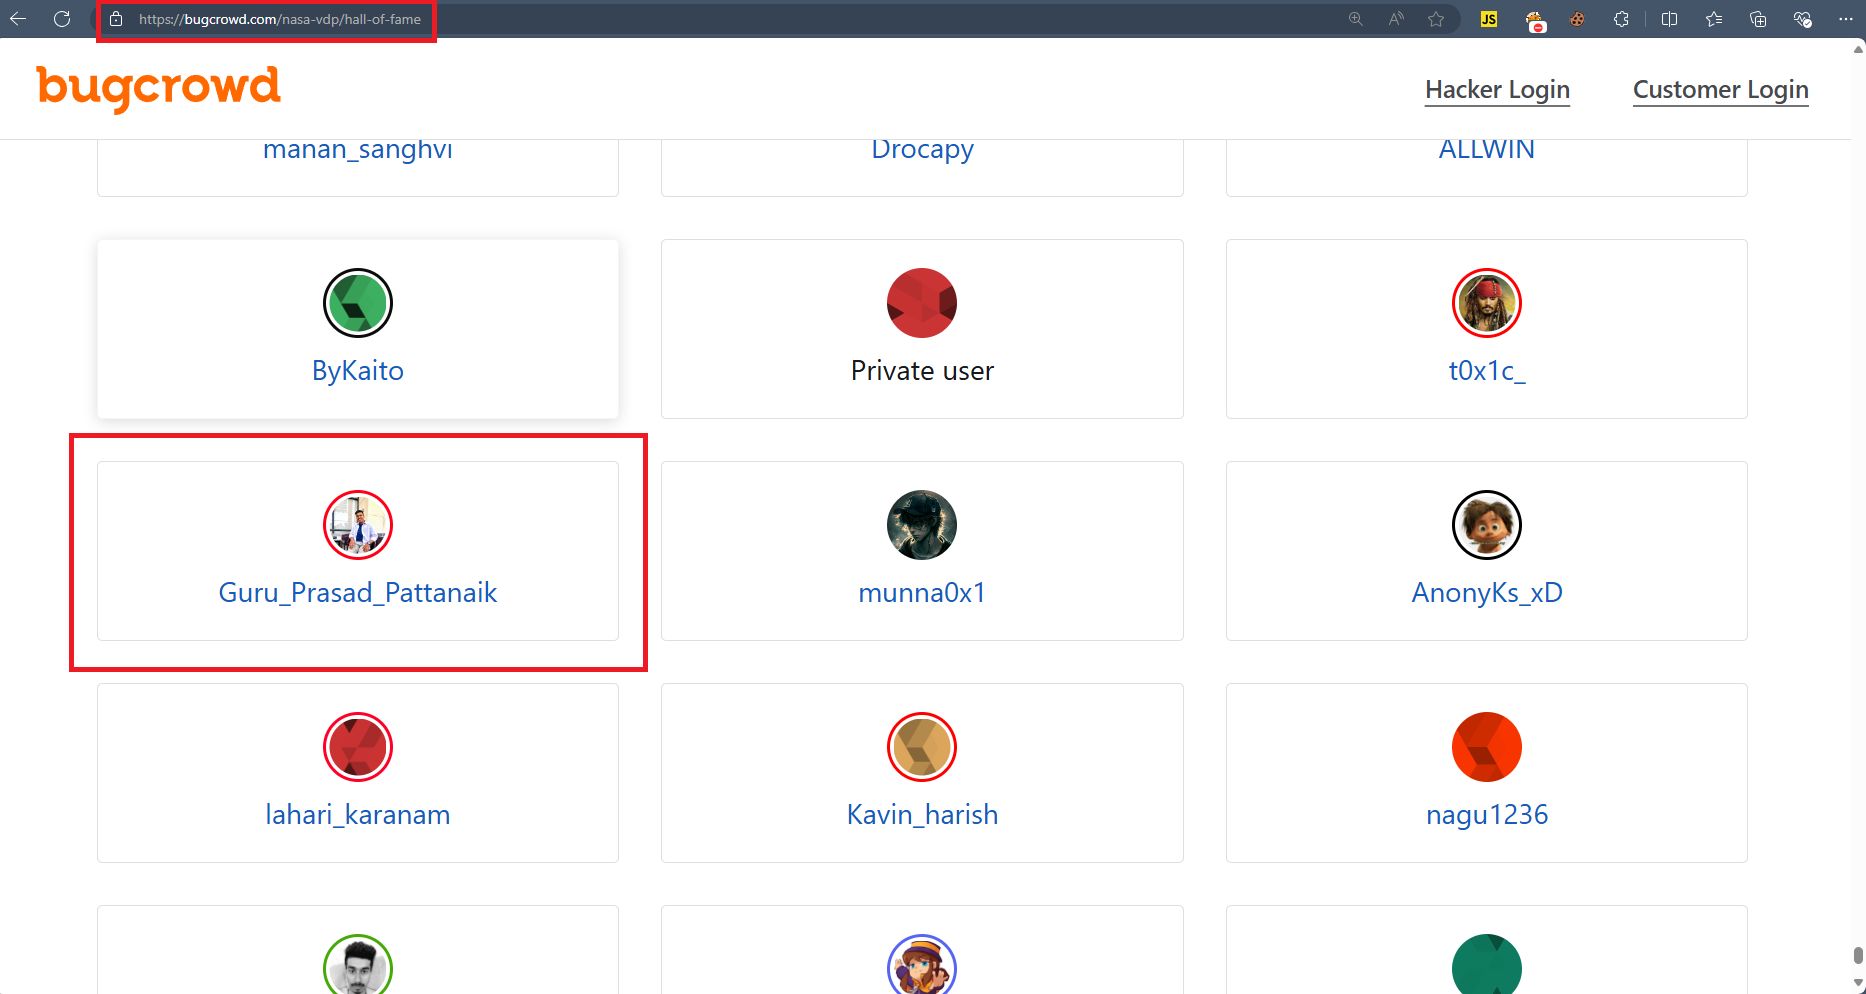 https://bugcrowd.com/nasa-vdp/hall-of-fame
JS
bugcrowd
Hacker Login
Customer Login
manan_sanghvi
Drocapy
ALLWIN
ByKaito
Private user
t0x1c_
Guru_Prasad_Pattanaik
munna0x1
AnonyKs_xD
lahari_karanam
Kavin_harish
nagu1236